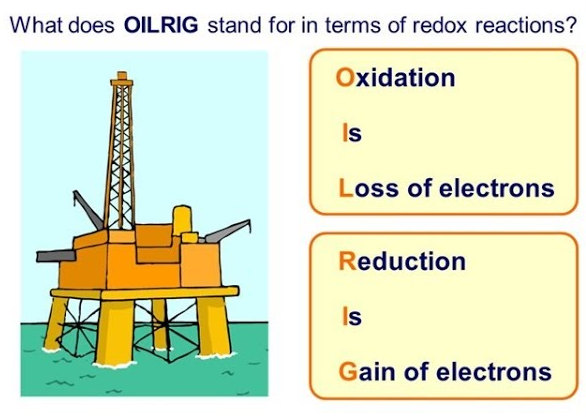 What does OILRIG stand for in terms of redox reactions?
Oxidation
Is
Loss of electrons
Reduction
Is
Gain of electrons